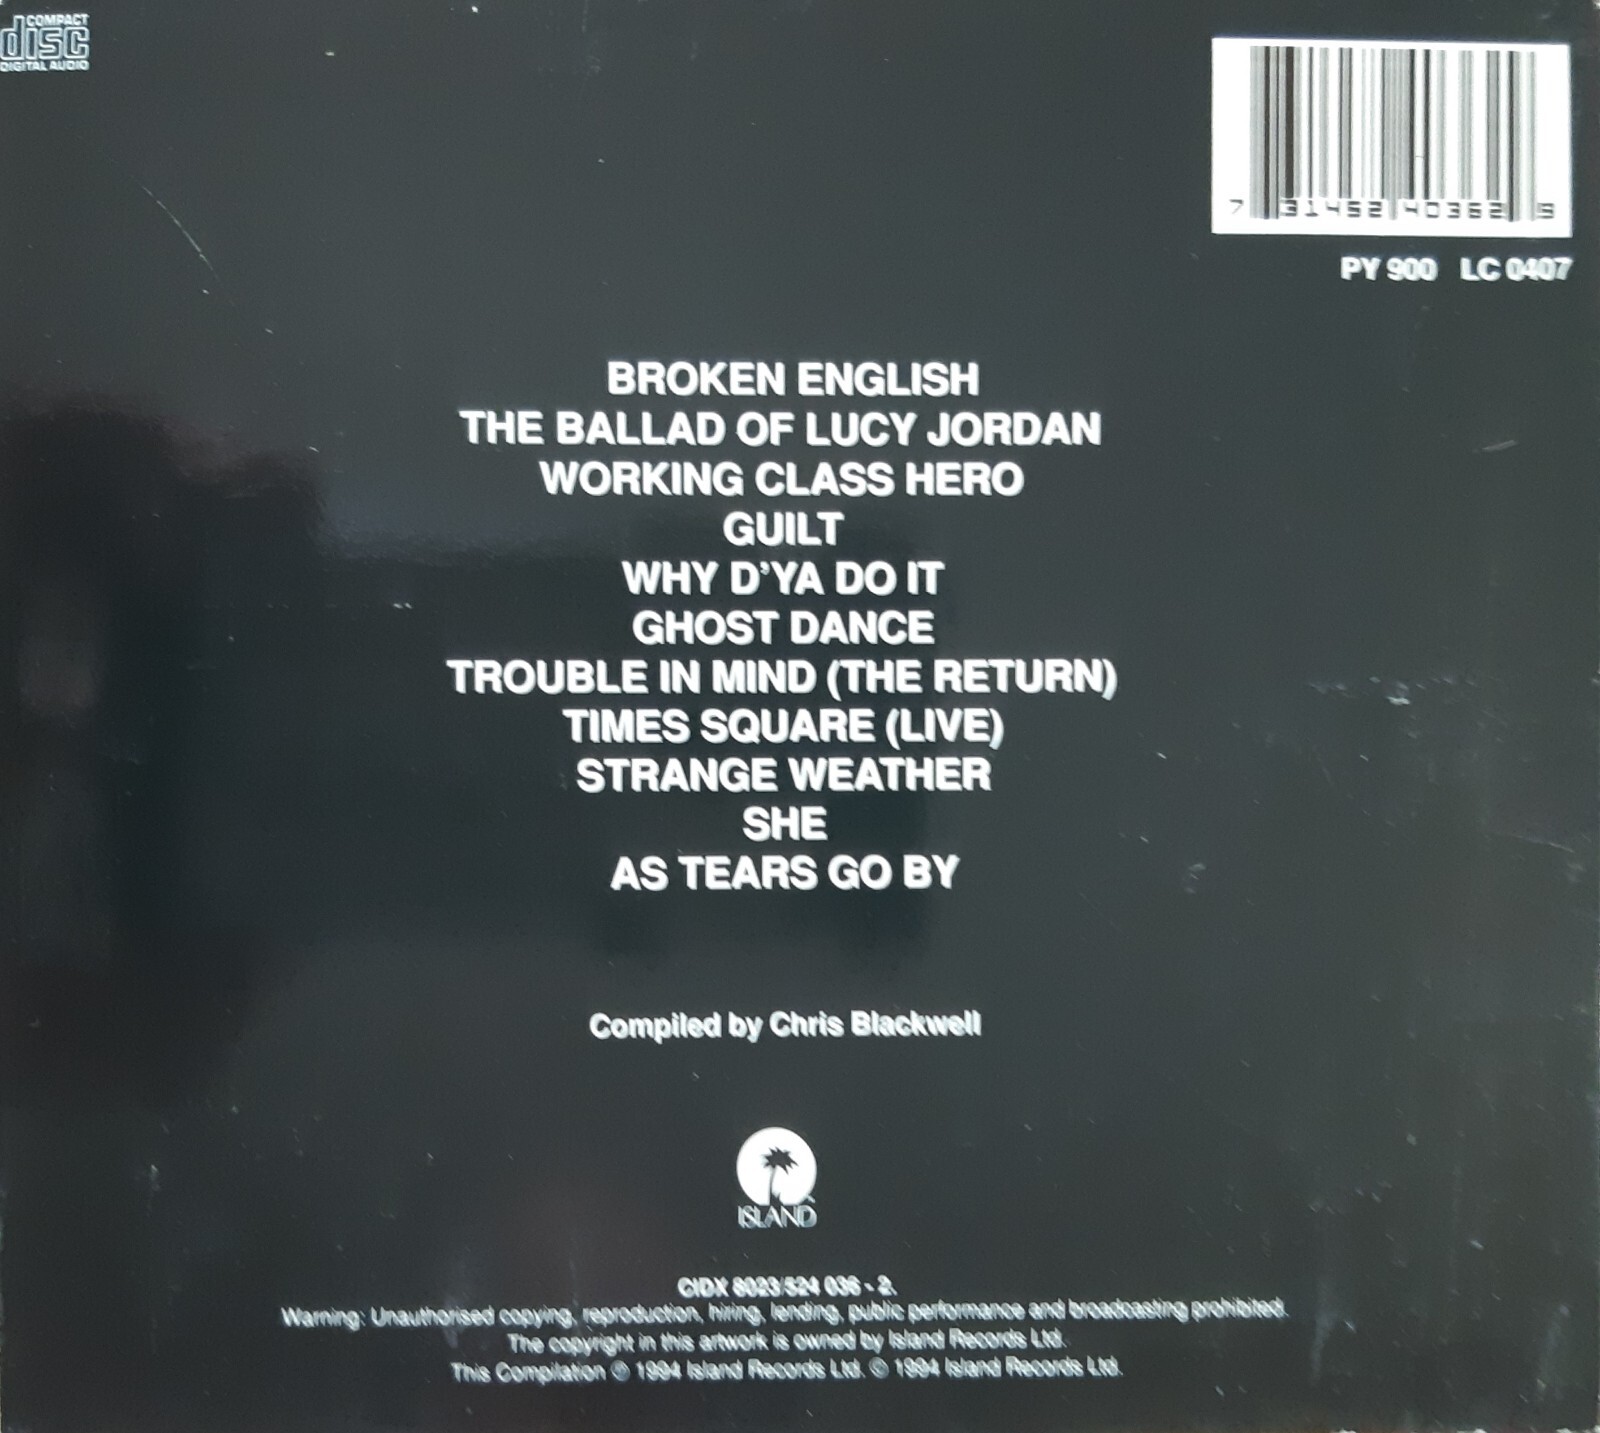 COMPACT
disc
DIGITAL AUDIO
7 31452 40362 9
PY 900 LC 0407
BROKEN ENGLISH
THE BALLAD OF LUCY JORDAN
WORKING CLASS HERO
GUILT
WHY D'YA DO IT
GHOST DANCE
TROUBLE IN MIND (THE RETURN)
TIMES SQUARE (LIVE)
STRANGE WEATHER
SHE
AS TEARS GO BY
Compiled by Chris Blackwell
ISLAND
CIDX 8023/524 036 - 2.
Warning: Unauthorised copying, reproduction, hiring, lending, public performance and broadcasting prohibited.
The copyright in this artwork is owned by Island Records Ltd.
This Compilation ℗ 1994 Island Records Ltd. © 1994 Island Records Ltd.